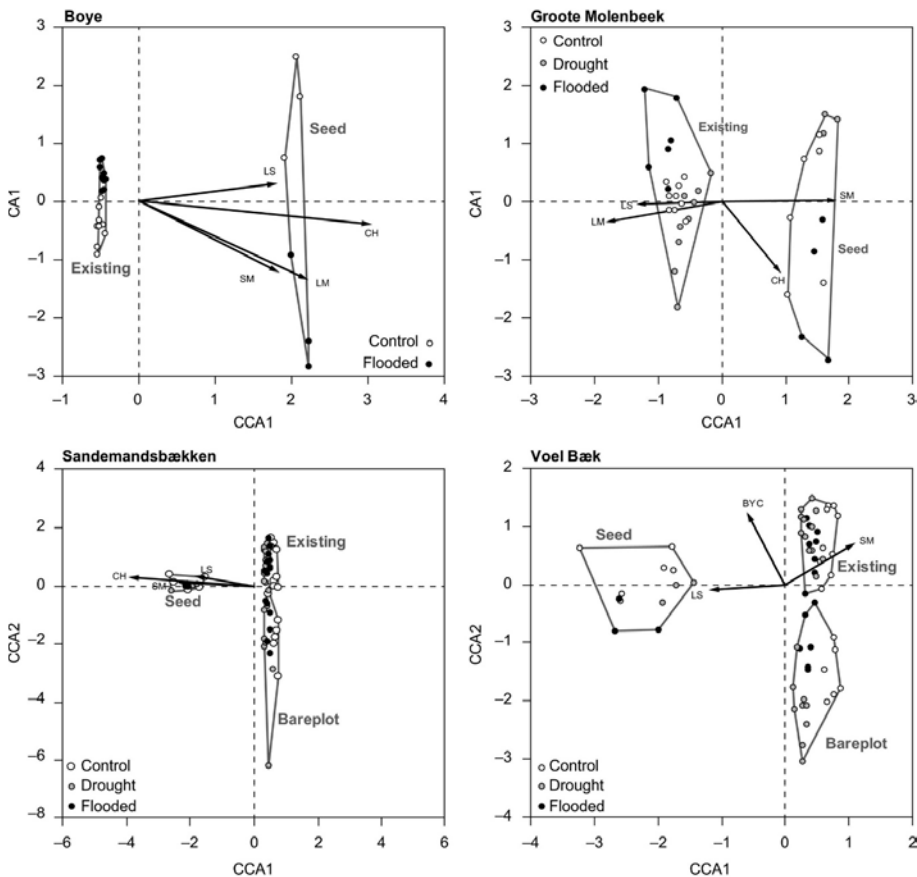 Boye
3
2
1
0
−1
−2
−3
CA1
Seed
LS
CH
SM
LM
Existing
Control
Flooded
−1
0
1
2
3
4
CCA1
Groote Molenbeek
Control
Drought
Flooded
3
2
1
0
−1
−2
−3
CA1
Existing
LS
LM
SM
CH
Seed
−3
−2
−1
0
1
2
3
CCA1
Sandemandsbækken
4
2
0
−2
−4
−6
−8
CCA2
Existing
CH
LS
SM
Seed
Bareplot
Control
Drought
Flooded
−6
−4
−2
0
2
4
6
CCA1
Voel Bæk
2
1
0
−1
−2
−3
−4
CCA2
BYC
Seed
SM
Existing
LS
Bareplot
Control
Drought
Flooded
−4
−3
−2
−1
0
1
2
CCA1